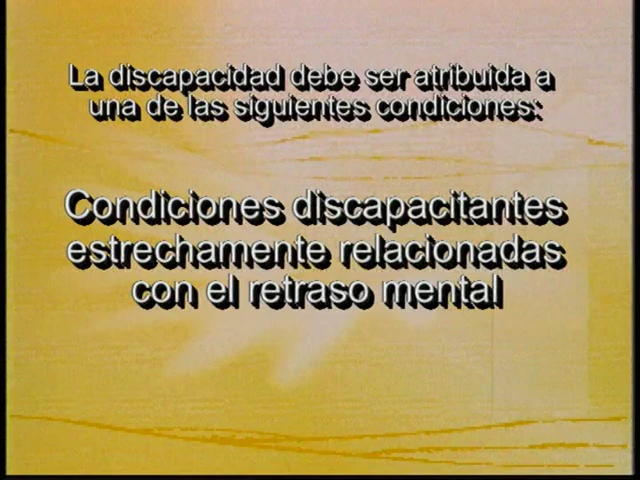 La discapacidad debe ser atribuida a
una de las siguientes condiciones:
Condiciones discapacitantes
estrechamente relacionadas
con el retraso mental